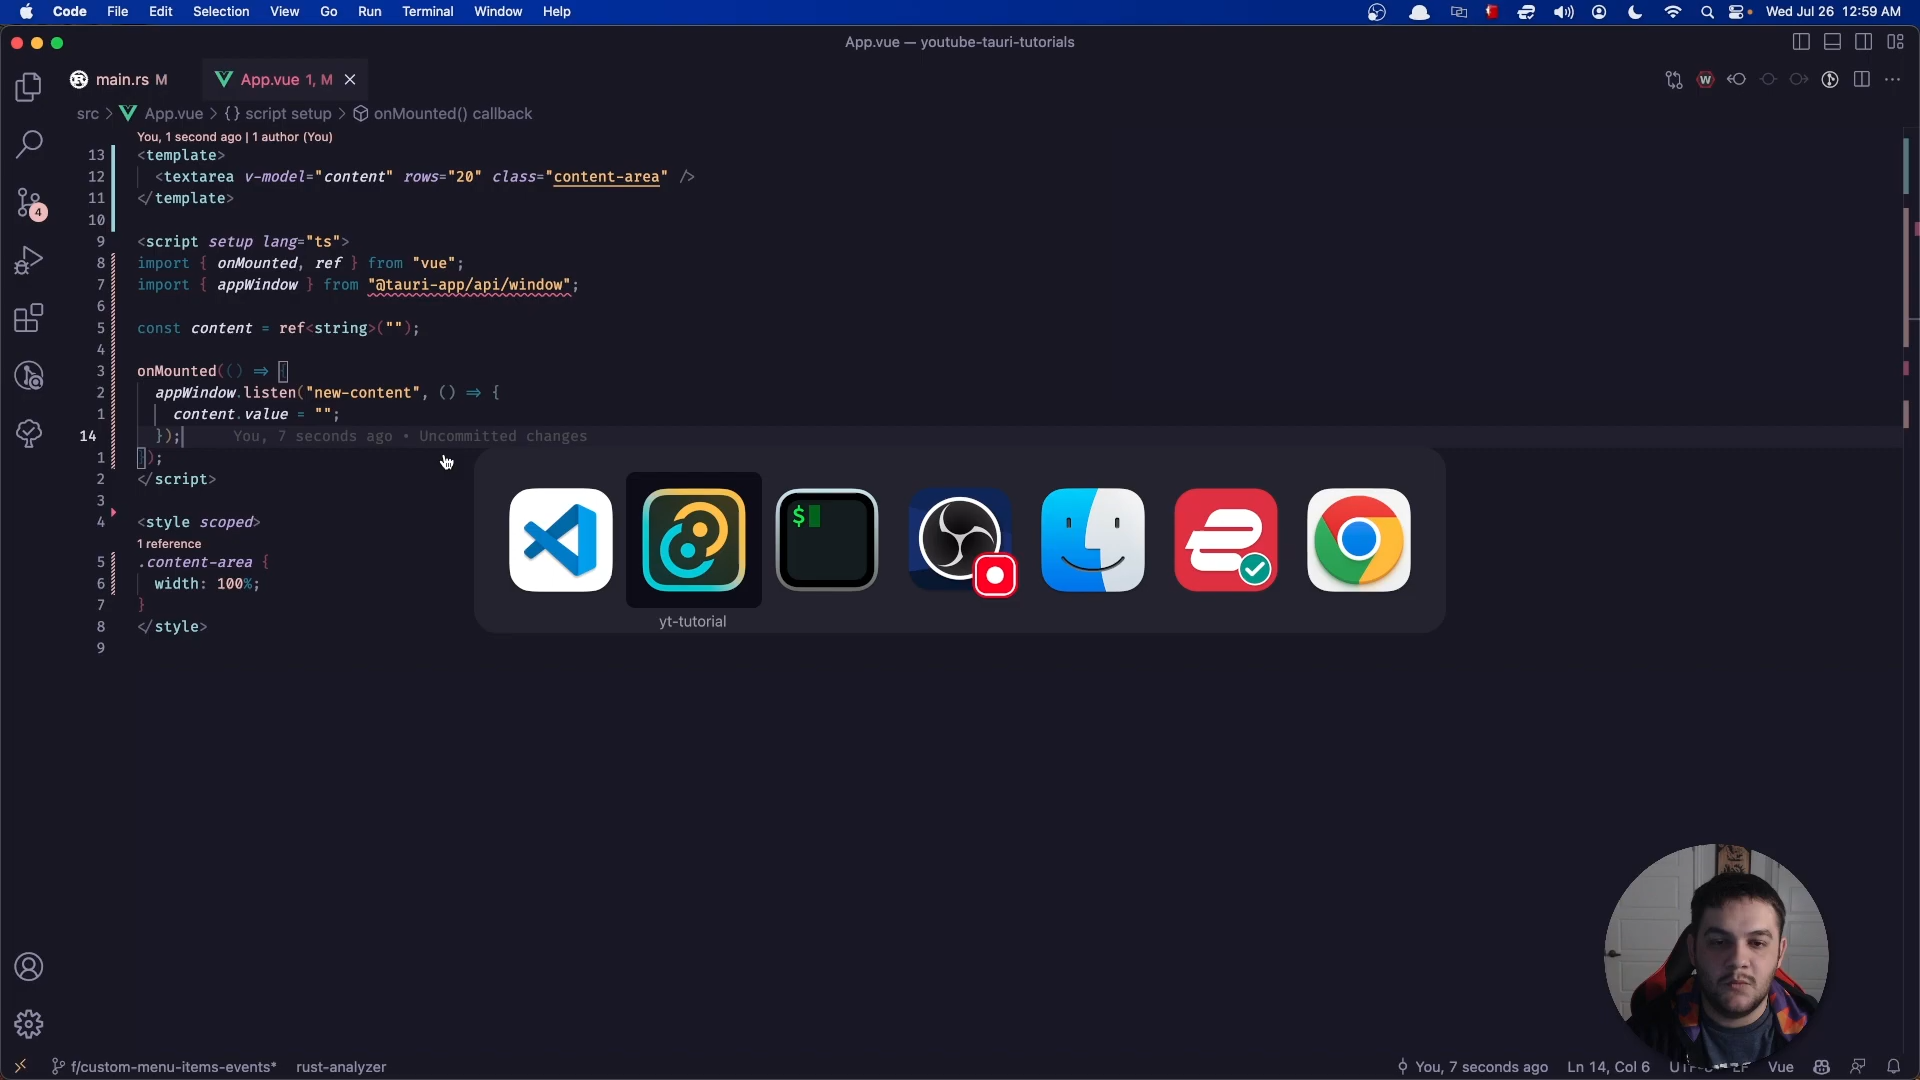 Code File Edit Selection View Go Run Terminal Window Help Wed Jul 26 12:59 AM
App.vue — youtube-tauri-tutorials
main.rs M App.vue 1, M
src > App.vue > {} script setup > onMounted() callback
You, 1 second ago | 1 author (You)
13 <template>
12 <textarea v-model="content" rows="20" class="content-area" />
11 </template>
10
9 <script setup lang="ts">
8 import { onMounted, ref } from "vue";
7 import { appWindow } from "@tauri-app/api/window";
6
5 const content = ref<string>("");
4
3 onMounted(() => {
2 appWindow.listen("new-content", () => {
1 content.value = "";
14 }); You, 7 seconds ago • Uncommitted changes
1 });
2 </script>
3
4 <style scoped>
1 reference
5 .content-area {
6 width: 100%;
7 }
8 </style>
9
4
$
yt-tutorial
f/custom-menu-items-events* rust-analyzer You, 7 seconds ago Ln 14, Col 6 Vue